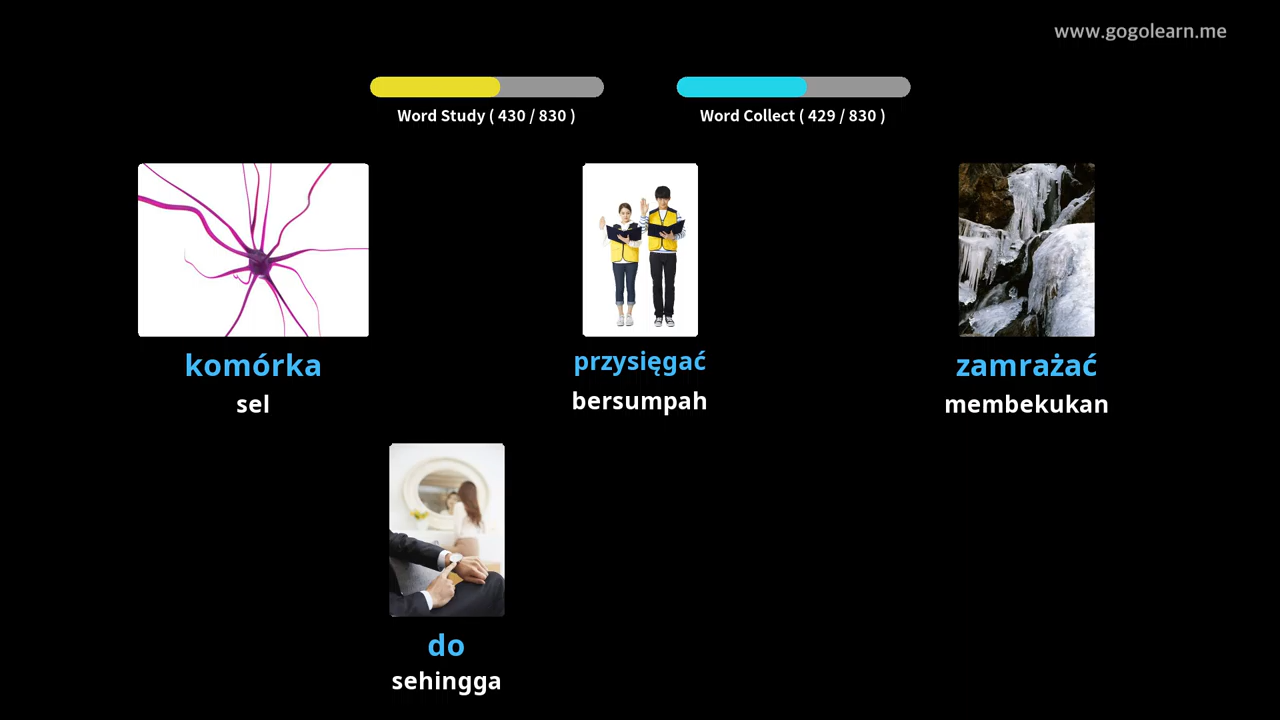 www.gogolearn.me
Word Study ( 430 / 830 )
Word Collect ( 429 / 830 )
komórka
sel
przysięgać
bersumpah
zamrażać
membekukan
do
sehingga